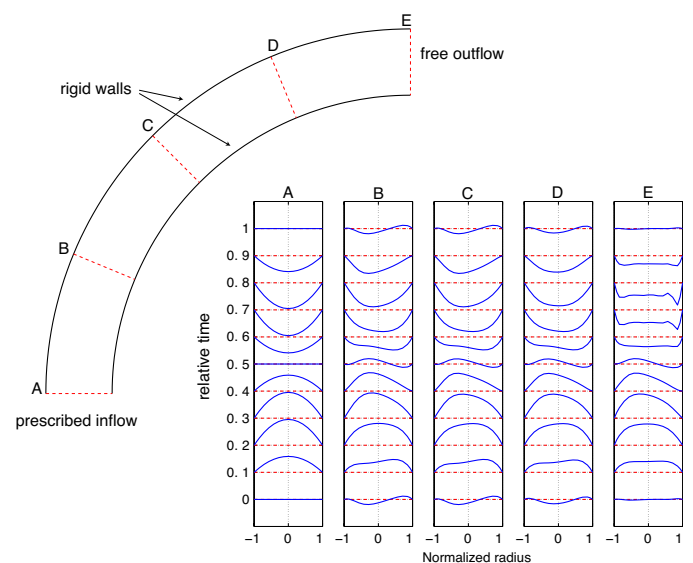 E
D
free outflow
rigid walls
C
B
A
prescribed inflow
A B C D E
relative time
1
0. 9
0. 8
0. 7
0. 6
0. 5
0. 4
0. 3
0. 2
0. 1
0
−1 0 1 −1 0 1 −1 0 1 −1 0 1 −1 0 1
Normalized radius